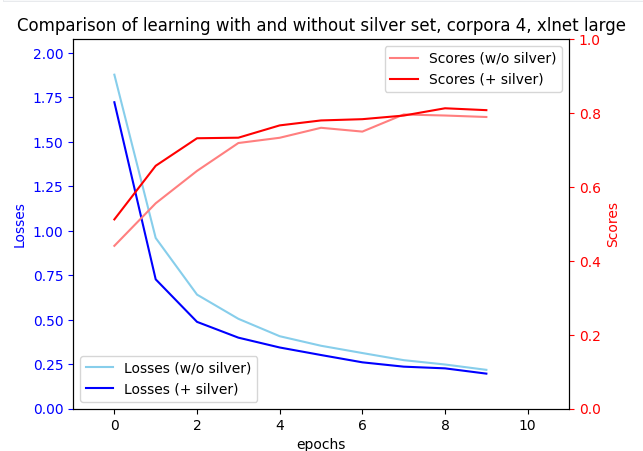 Comparison of learning with and without silver set, corpora 4, xlnet large
2.00
1.75
1.50
1.25
1.00
0.75
0.50
0.25
0.00
Losses
1.0
0.8
0.6
0.4
0.2
0.0
Scores
Scores (w/o silver)
Scores (+ silver)
Losses (w/o silver)
Losses (+ silver)
0 2 4 6 8 10
epochs